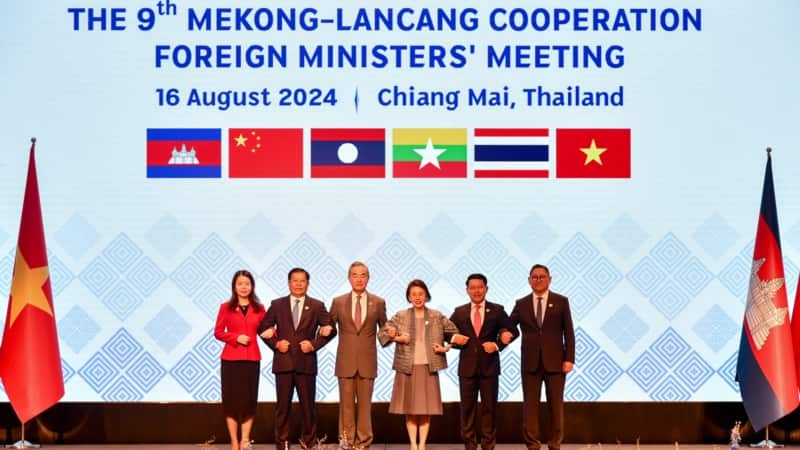 THE 9th MEKONG–LANCANG COOPERATION
FOREIGN MINISTERS' MEETING
16 August 2024 | Chiang Mai, Thailand